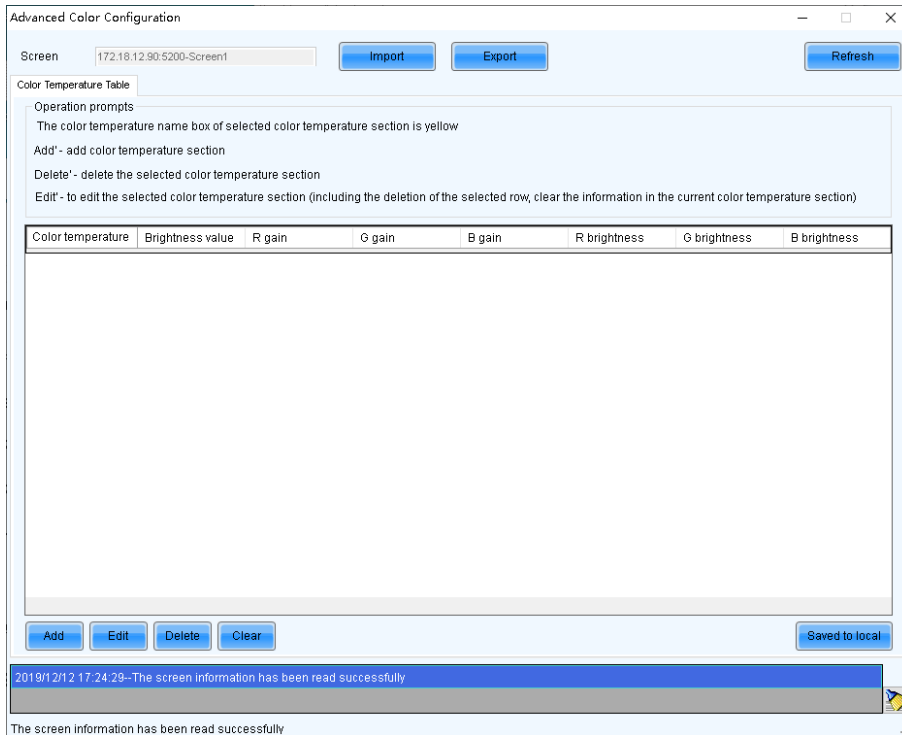 Advanced Color Configuration
Screen 172.18.12.90:5200-Screen1 Import Export Refresh
Color Temperature Table
Operation prompts
The color temperature name box of selected color temperature section is yellow
Add'- add color temperature section
Delete'- delete the selected color temperature section
Edit'- to edit the selected color temperature section (including the deletion of the selected row, clear the information in the current color temperature section)
Color temperature Brightness value R gain G gain B gain R brightness G brightness B brightness
Add Edit Delete Clear Saved to local
2019/12/12 17:24:29--The screen information has been read successfully
The screen information has been read successfully